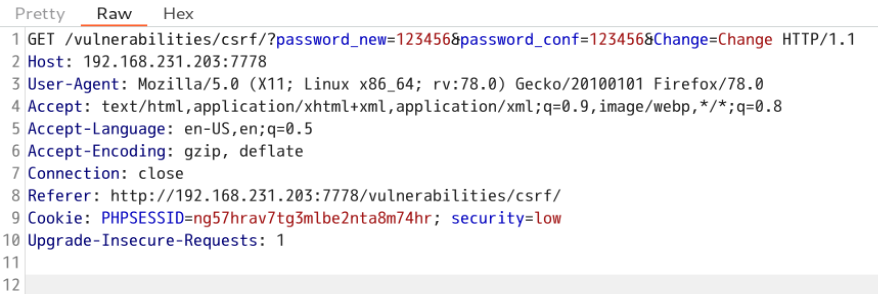 Pretty Raw Hex
1 GET /vulnerabilities/csrf/?password_new=123456&password_conf=123456&Change=Change HTTP/1.1
2 Host: 192.168.231.203:7778
3 User-Agent: Mozilla/5.0 (X11; Linux x86_64; rv:78.0) Gecko/20100101 Firefox/78.0
4 Accept: text/html,application/xhtml+xml,application/xml;q=0.9,image/webp,*/*;q=0.8
5 Accept-Language: en-US,en;q=0.5
6 Accept-Encoding: gzip, deflate
7 Connection: close
8 Referer: http://192.168.231.203:7778/vulnerabilities/csrf/
9 Cookie: PHPSESSID=ng57hrav7tg3mlbe2nta8m74hr; security=low
10 Upgrade-Insecure-Requests: 1
11
12